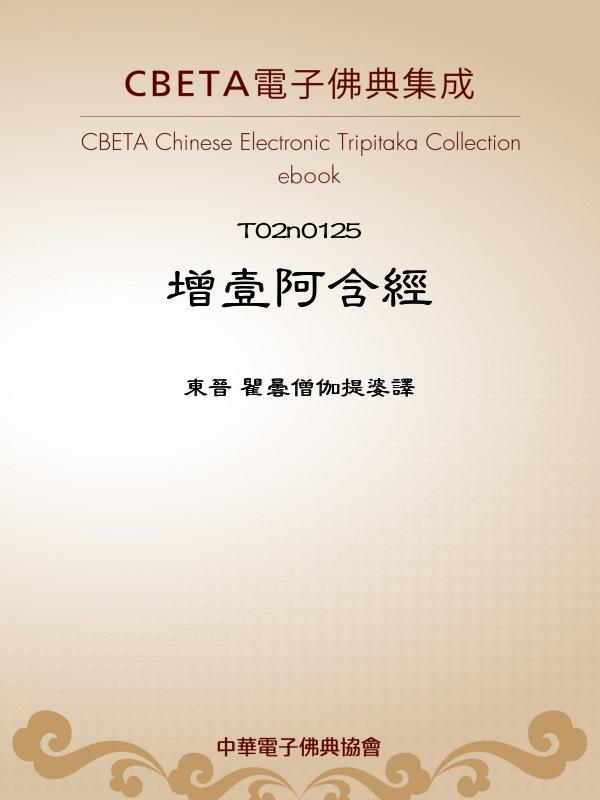 CBETA電子佛典集成
CBETA Chinese Electronic Tripitaka Collection
ebook
T02n0125
增壹阿含經
東晉 瞿曇僧伽提婆譯
中華電子佛典協會